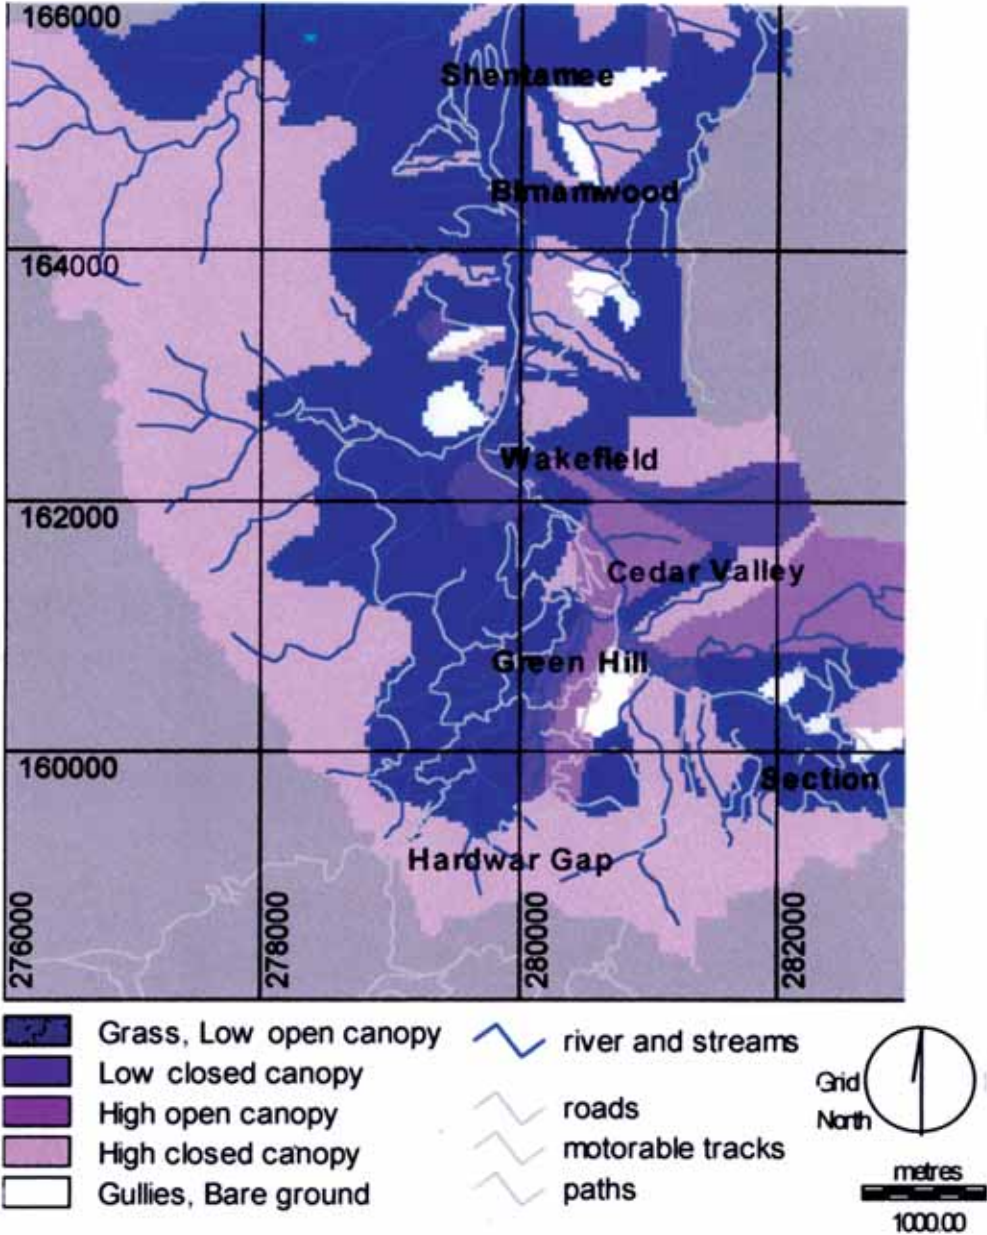 166000
Shentamee
Bmamwood
164000
Wakefield
162000
Cedar Valley
Green Hill
160000
Section
Hardwar Gap
276000
278000
280000
282000
Grass, Low open canopy
Low closed canopy
High open canopy
High closed canopy
Gullies, Bare ground
river and streams
roads
motorable tracks
paths
Grid
North
metres
1000.00